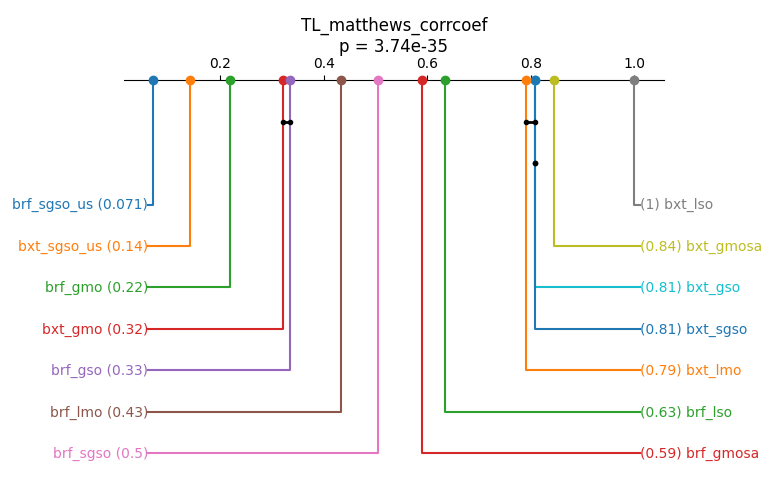 TL_matthews_corrcoef
p = 3.74e-35
0.2 0.4 0.6 0.8 1.0
brf_sgso_us (0.071) (1) bxt_lso
bxt_sgso_us (0.14) (0.84) bxt_gmosa
brf_gmo (0.22) (0.81) bxt_gso
bxt_gmo (0.32) (0.81) bxt_sgso
brf_gso (0.33) (0.79) bxt_lmo
brf_lmo (0.43) (0.63) brf_lso
brf_sgso (0.5) (0.59) brf_gmosa